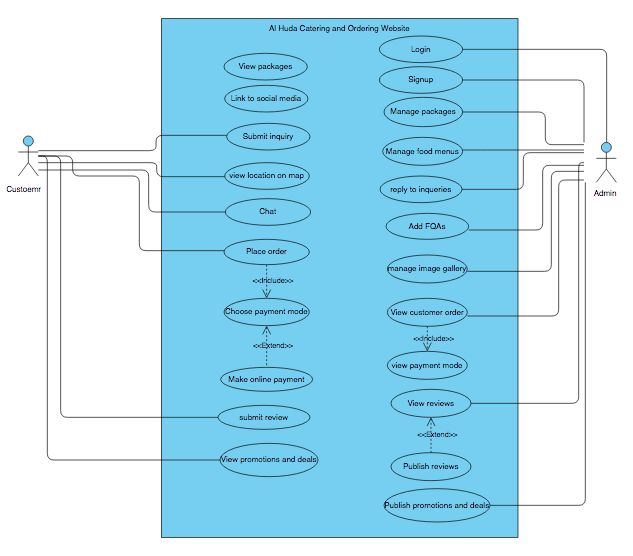 Al Huda Catering and Ordering Website
View packages
Link to social media
Submit inquiry
view location on map
Chat
Place order
<<Include>>
Choose payment mode
<<Extend>>
Make online payment
submit review
View promotions and deals
Login
Signup
Manage packages
Manage food menus
reply to inqueries
Add FQAs
manage image gallery
View customer order
<<Include>>
view payment mode
View reviews
<<Extend>>
Publish reviews
Publish promotions and deals
Custoemr
Admin